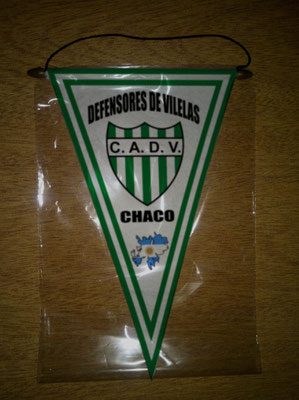 DEFENSORES DE VILELAS
C. A. D. V.
CHACO